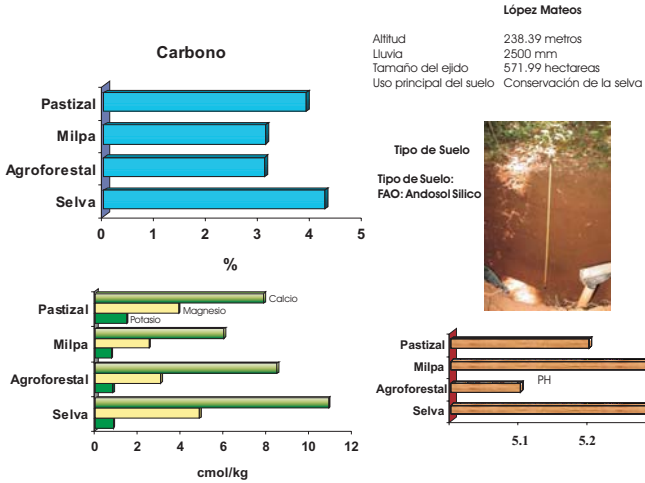 López Mateos
Altitud 238.39 metros
Lluvia 2500 mm
Tamaño del ejido 571.99 hectareas
Uso principal del suelo Conservación de la selva
Carbono
Pastizal
Milpa
Agroforestal
Selva
0 1 2 3 4 5
%
Tipo de Suelo
Tipo de Suelo:
FAO: Andosol Silico
Pastizal
Milpa
Agroforestal
Selva
Calcio
Magnesio
Potasio
0 2 4 6 8 10 12
cmol/kg
Pastizal
Milpa
Agroforestal
Selva
PH
5.1 5.2